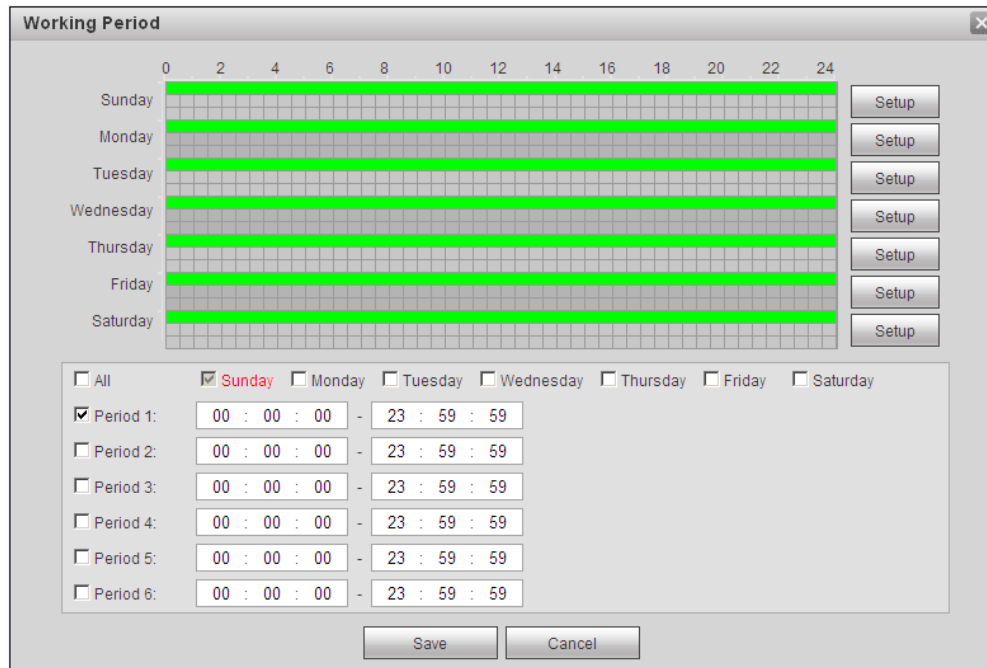 Working Period
0 2 4 6 8 10 12 14 16 18 20 22 24
Sunday Setup
Monday Setup
Tuesday Setup
Wednesday Setup
Thursday Setup
Friday Setup
Saturday Setup
All Sunday Monday Tuesday Wednesday Thursday Friday Saturday
Period 1: 00 : 00 : 00 - 23 : 59 : 59
Period 2: 00 : 00 : 00 - 23 : 59 : 59
Period 3: 00 : 00 : 00 - 23 : 59 : 59
Period 4: 00 : 00 : 00 - 23 : 59 : 59
Period 5: 00 : 00 : 00 - 23 : 59 : 59
Period 6: 00 : 00 : 00 - 23 : 59 : 59
Save Cancel